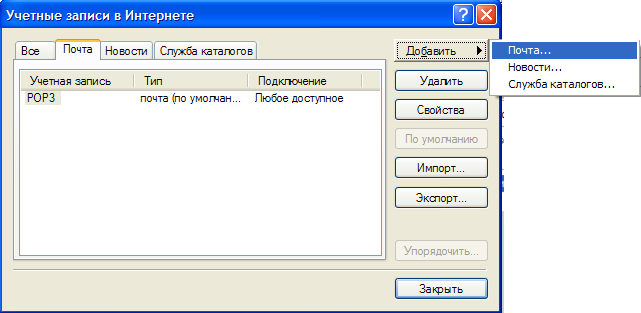 Учетные записи в Интернете
Все Почта Новости Служба каталогов
Добавить
Почта...
Новости...
Служба каталогов...
Учетная запись Тип Подключение
POP3 почта (по умолчан... Любое доступное
Удалить
Свойства
По умолчанию
Импорт...
Экспорт...
Упорядочить...
Закрыть